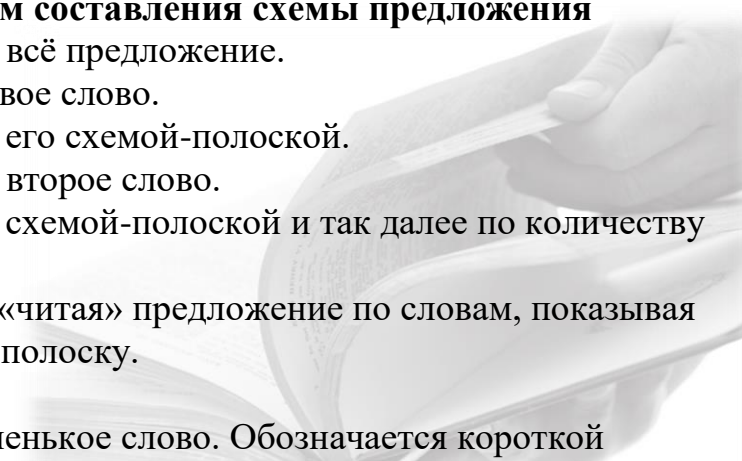 м составления схемы предложения
всё предложение.
вое слово.
его схемой-полоской.
второе слово.
схемой-полоской и так далее по количеству
«читая» предложение по словам, показывая
полоску.
ленькое слово. Обозначается короткой